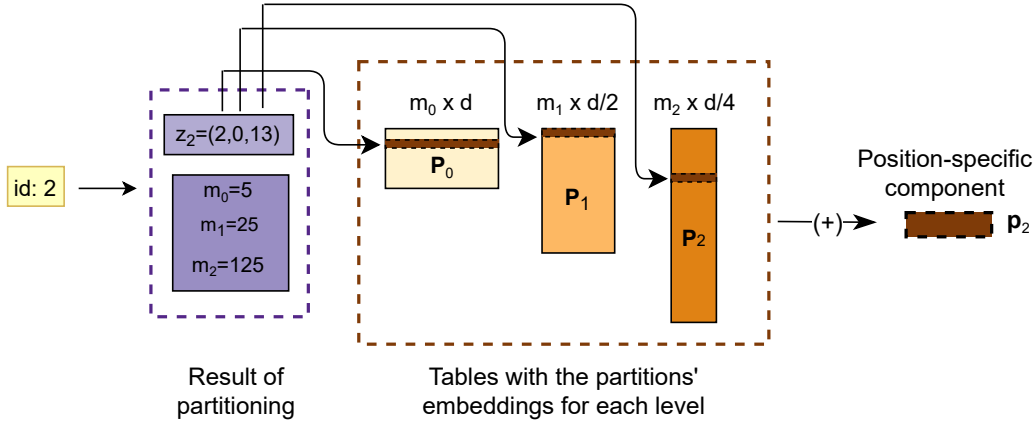 m₀ x d
m₁ x d/2
m₂ x d/4
z₂=(2,0,13)
id: 2
m₀=5
m₁=25
m₂=125
P₀
P₁
P₂
Position-specific
component
(+)
p₂
Result of
partitioning
Tables with the partitions'
embeddings for each level